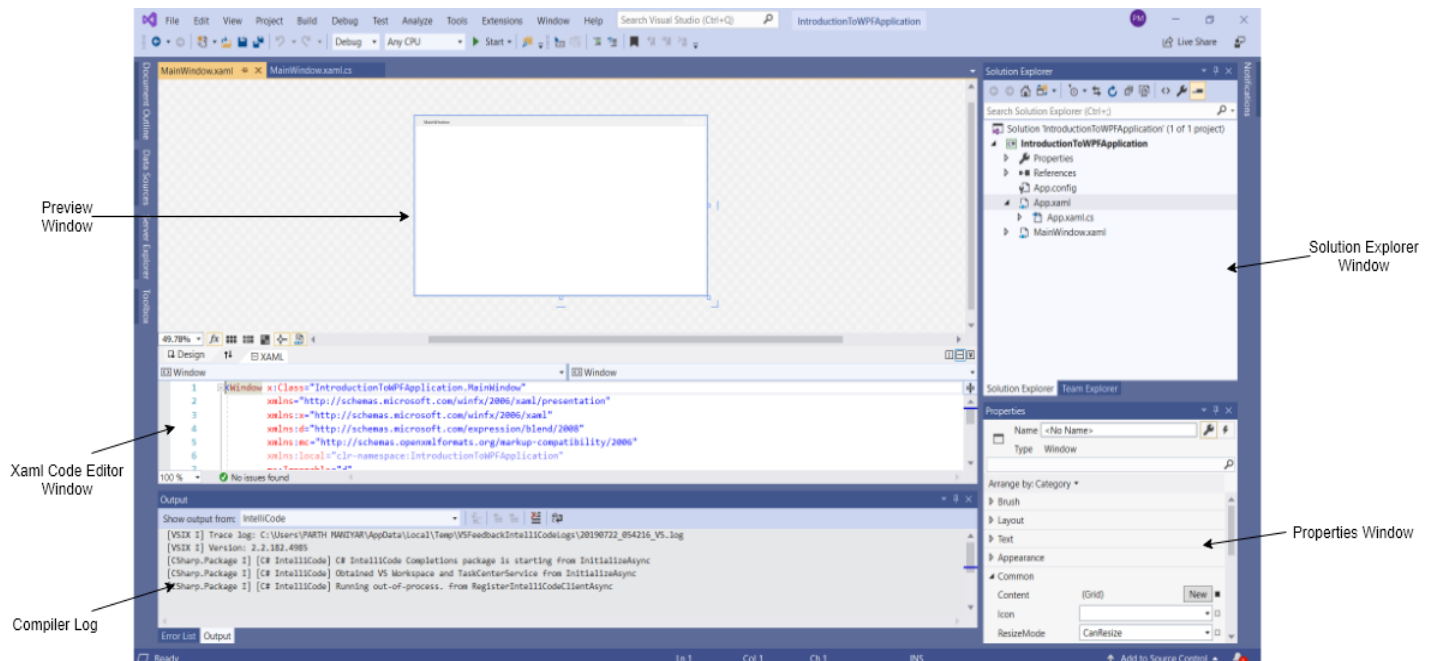 File Edit View Project Build Debug Test Analyze Tools Extensions Window Help Search Visual Studio (Ctrl+Q) IntroductionToWPFApplication PM
Debug Any CPU Start Live Share
Document Outline
Data Sources
Server Explorer
Toolbox
MainWindow.xaml MainWindow.xaml.cs
MainWindow
Preview
Window
49.78% fx
Design XAML
Window Window
1 <Window x:Class="IntroductionToWPFApplication.MainWindow"
2 xmlns="http://schemas.microsoft.com/winfx/2006/xaml/presentation"
3 xmlns:x="http://schemas.microsoft.com/winfx/2006/xaml"
4 xmlns:d="http://schemas.microsoft.com/expression/blend/2008"
5 xmlns:mc="http://schemas.openxmlformats.org/markup-compatibility/2006"
6 xmlns:local="clr-namespace:IntroductionToWPFApplication"
100 % No issues found
Xaml Code Editor
Window
Output
Show output from: IntelliCode
[VSIX I] Trace log: C:\Users\PARTH MANIYAR\AppData\Local\Temp\VSFeedbackIntelliCodeLogs\20190722_054216_VS.log
[VSIX I] Version: 2.2.182.4985
[CSharp.Package I] [C# IntelliCode] C# IntelliCode Completions package is starting from InitializeAsync
[CSharp.Package I] [C# IntelliCode] Obtained VS Workspace and TaskCenterService from InitializeAsync
CSharp.Package I] [C# IntelliCode] Running out-of-process. from RegisterIntelliCodeClientAsync
Compiler Log
Error List Output
Solution Explorer
Search Solution Explorer (Ctrl+;)
Solution 'IntroductionToWPFApplication' (1 of 1 project)
IntroductionToWPFApplication
Properties
References
App.config
App.xaml
App.xaml.cs
MainWindow.xaml
Notifications
Solution Explorer
Window
Solution Explorer Team Explorer
Properties
Name <No Name>
Type Window
Arrange by: Category
Brush
Layout
Text
Appearance
Common
Content (Grid) New
Icon
ResizeMode CanResize
Properties Window
Ready Ln 1 Col 1 Ch 1 INS Add to Source Control